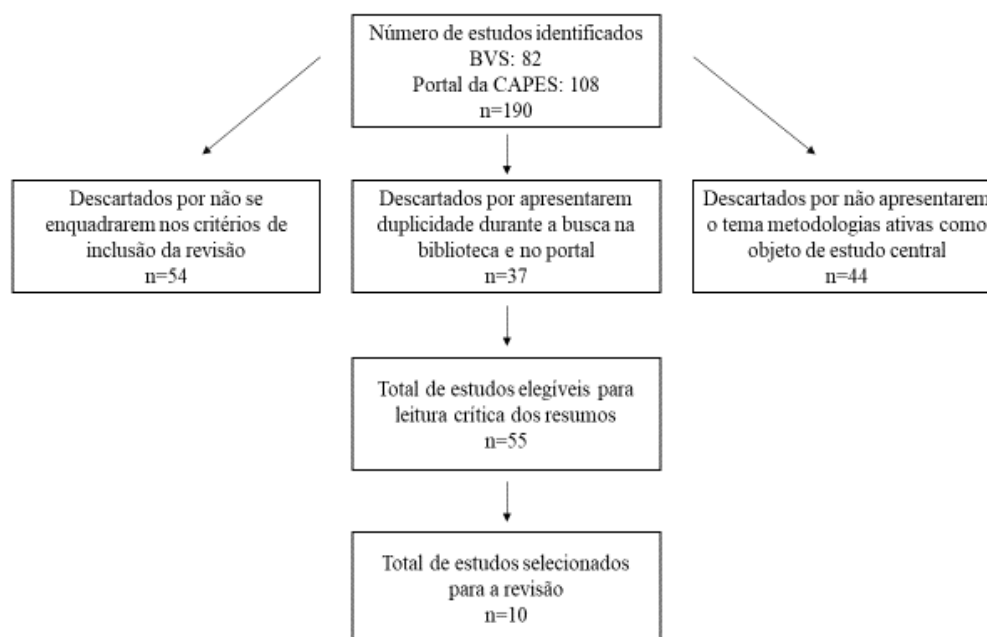 Número de estudos identificados
BVS: 82
Portal da CAPES: 108
n=190
Descartados por não se
enquadrarem nos critérios de
inclusão da revisão
n=54
Descartados por apresentarem
duplicidade durante a busca na
biblioteca e no portal
n=37
Descartados por não apresentarem
o tema metodologias ativas como
objeto de estudo central
n=44
Total de estudos elegíveis para
leitura crítica dos resumos
n=55
Total de estudos selecionados
para a revisão
n=10